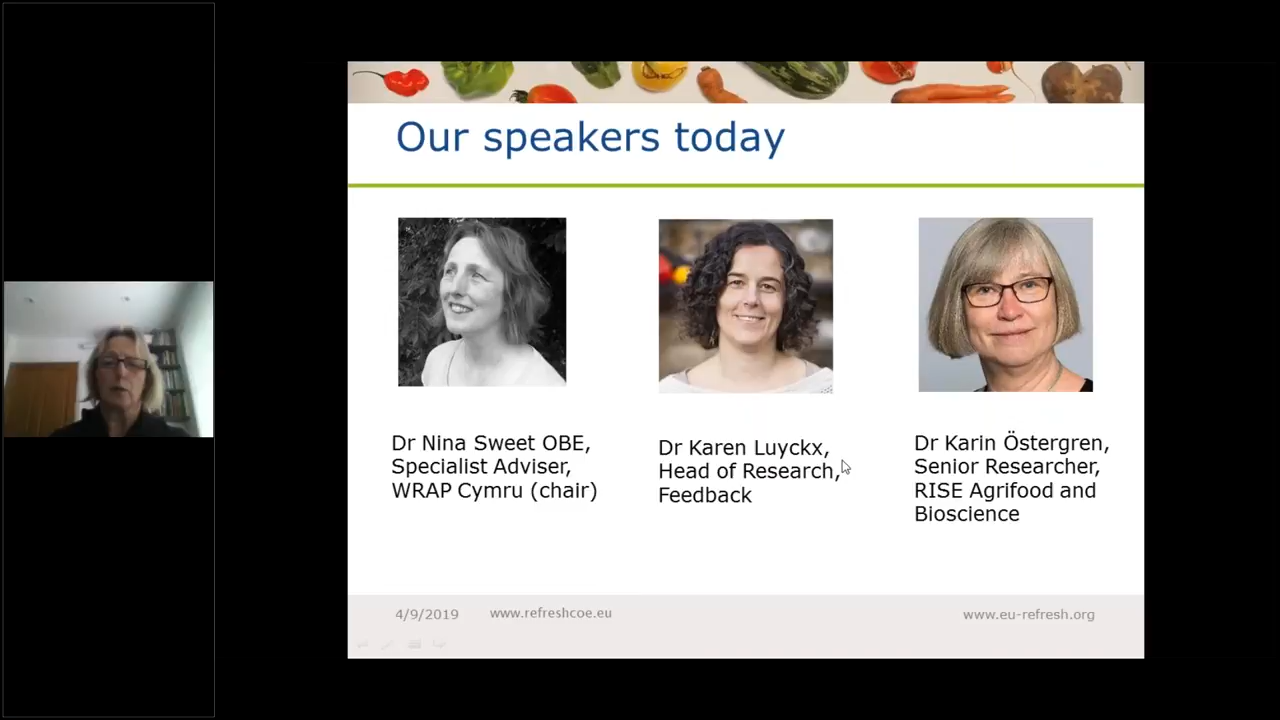 Our speakers today
Dr Nina Sweet OBE,
Specialist Adviser,
WRAP Cymru (chair)
Dr Karen Luyckx,
Head of Research,
Feedback
Dr Karin Östergren,
Senior Researcher,
RISE Agrifood and
Bioscience
4/9/2019
www.refreshcoe.eu
www.eu-refresh.org